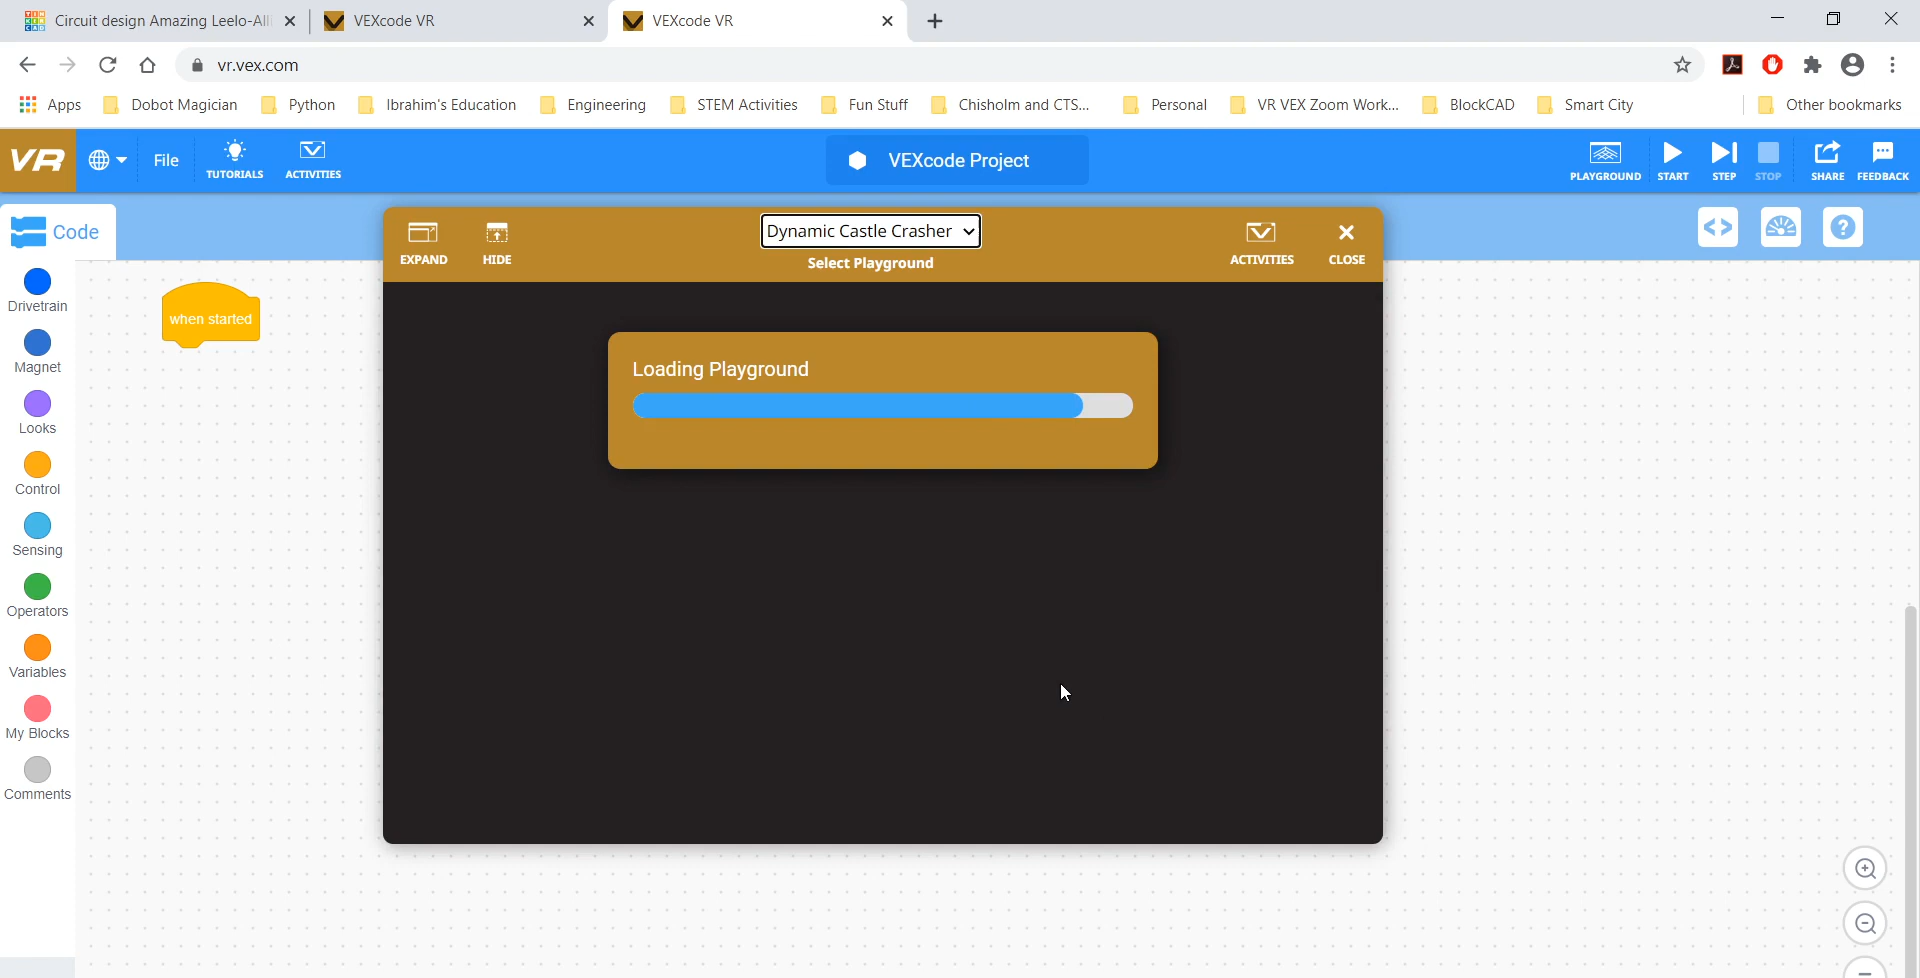 Circuit design Amazing Leelo-All
VEXcode VR
VEXcode VR
vr.vex.com
Apps
Dobot Magician
Python
Ibrahim's Education
Engineering
STEM Activities
Fun Stuff
Chisholm and CTS...
Personal
VR VEX Zoom Work...
BlockCAD
Smart City
Other bookmarks
VR
File
TUTORIALS
ACTIVITIES
VEXcode Project
PLAYGROUND
START
STEP
STOP
SHARE
FEEDBACK
Code
EXPAND
HIDE
Dynamic Castle Crasher
Select Playground
ACTIVITIES
CLOSE
Drivetrain
Magnet
Looks
Control
Sensing
Operators
Variables
My Blocks
Comments
when started
Loading Playground